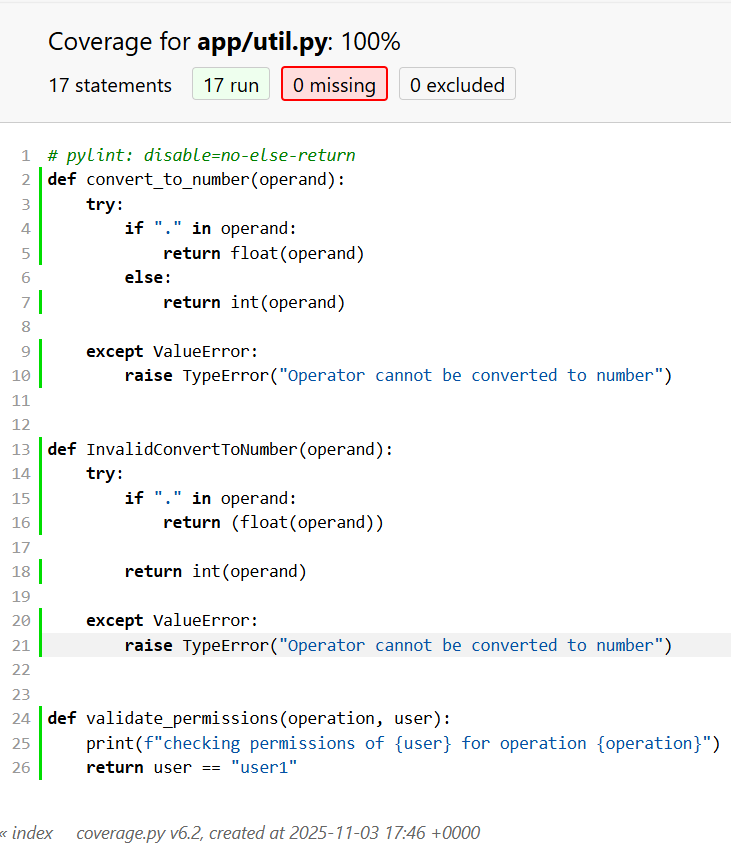 Coverage for app/util.py: 100%
17 statements 17 run 0 missing 0 excluded
1 # pylint: disable=no-else-return
2 def convert_to_number(operand):
3     try:
4         if "." in operand:
5             return float(operand)
6         else:
7             return int(operand)
8
9     except ValueError:
10         raise TypeError("Operator cannot be converted to number")
11
12
13 def InvalidConvertToNumber(operand):
14     try:
15         if "." in operand:
16             return (float(operand))
17
18         return int(operand)
19
20     except ValueError:
21         raise TypeError("Operator cannot be converted to number")
22
23
24 def validate_permissions(operation, user):
25     print(f"checking permissions of {user} for operation {operation}")
26     return user == "user1"
« index coverage.py v6.2, created at 2025-11-03 17:46 +0000